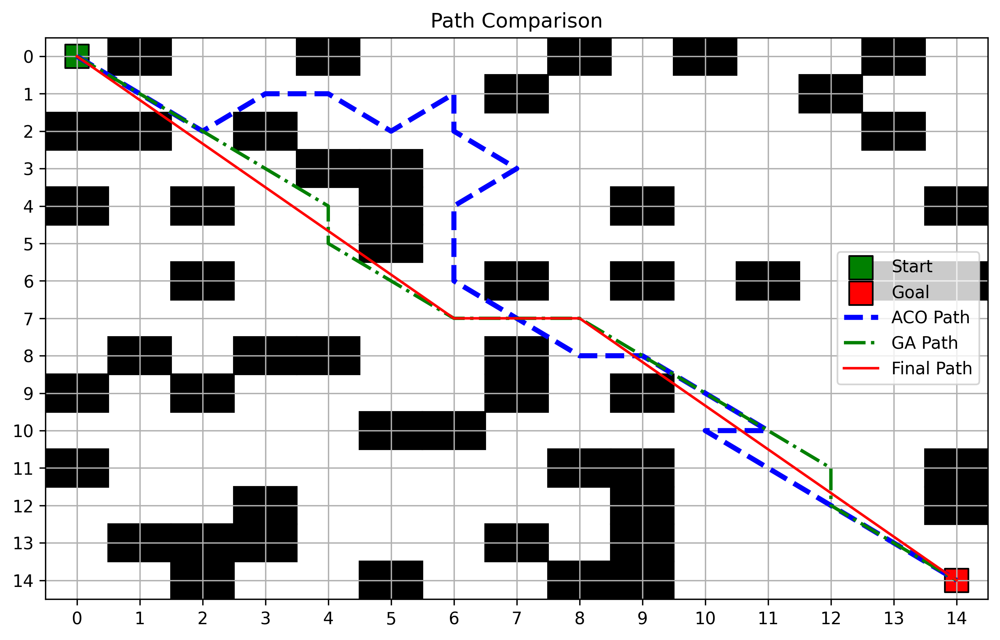 Path Comparison
0
1
2
3
4
5
6
7
8
9
10
11
12
13
14
Start
Goal
ACO Path
GA Path
Final Path
0 1 2 3 4 5 6 7 8 9 10 11 12 13 14